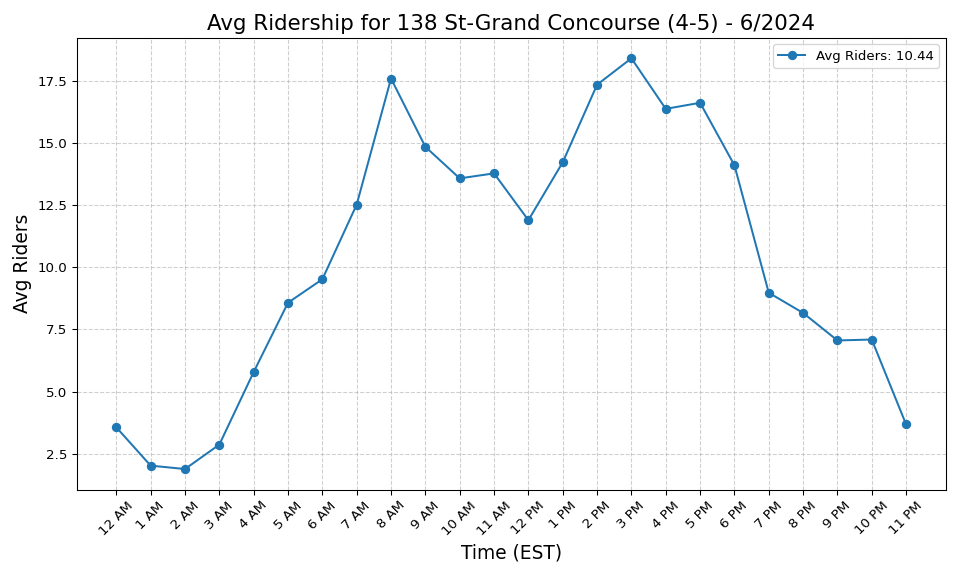 Avg Ridership for 138 St-Grand Concourse (4-5) - 6/2024
Avg Riders: 10.44
Avg Riders
17.5
15.0
12.5
10.0
7.5
5.0
2.5
12 AM
1 AM
2 AM
3 AM
4 AM
5 AM
6 AM
7 AM
8 AM
9 AM
10 AM
11 AM
12 PM
1 PM
2 PM
3 PM
4 PM
5 PM
6 PM
7 PM
8 PM
9 PM
10 PM
11 PM
Time (EST)